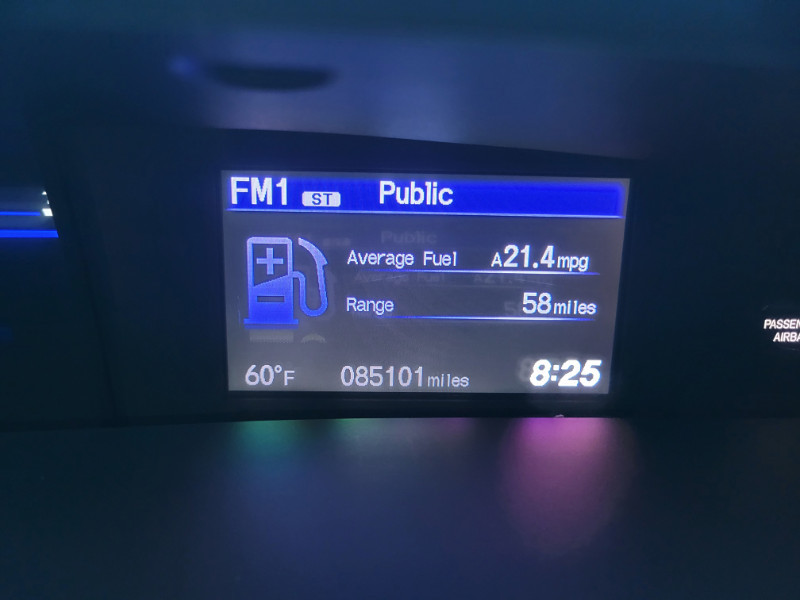 FM1 ST Public
Average Fuel A21.4mpg
Range 58miles
60°F 085101miles 8:25
PASSEN
AIRBA